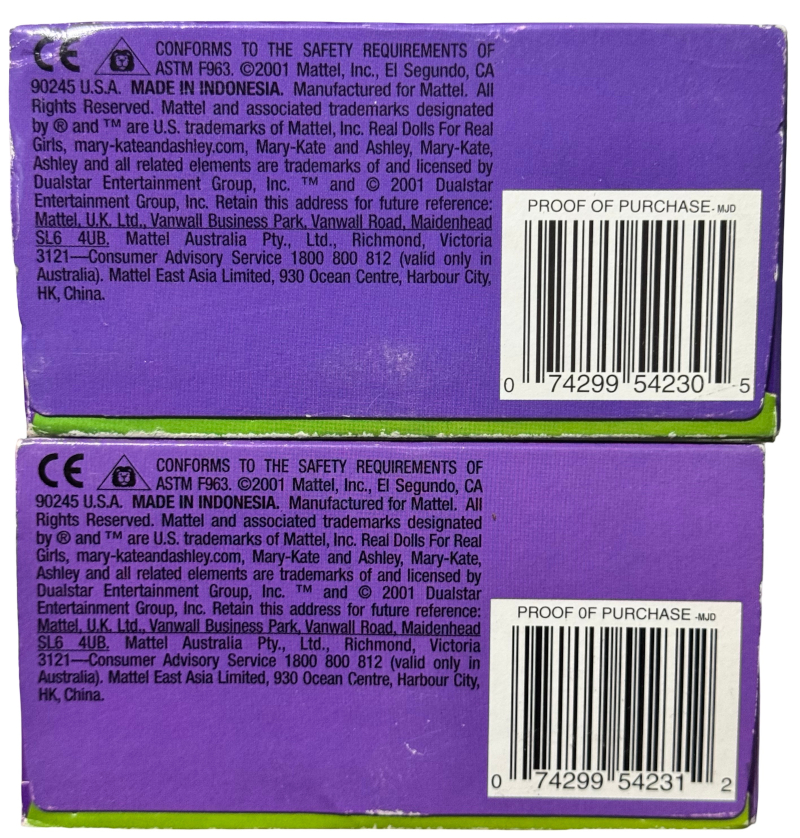 CE CONFORMS TO THE SAFETY REQUIREMENTS OF
ASTM F963. ©2001 Mattel, Inc., El Segundo, CA
90245 U.S.A. MADE IN INDONESIA. Manufactured for Mattel. All
Rights Reserved. Mattel and associated trademarks designated
by ® and ™ are U.S. trademarks of Mattel, Inc. Real Dolls For Real
Girls, mary-kateandashley.com, Mary-Kate and Ashley, Mary-Kate,
Ashley and all related elements are trademarks of and licensed by
Dualstar Entertainment Group, Inc. ™ and © 2001 Dualstar
Entertainment Group, Inc. Retain this address for future reference:
Mattel, U.K. Ltd., Vanwall Business Park, Vanwall Road, Maidenhead
SL6 4UB. Mattel Australia Pty., Ltd., Richmond, Victoria
3121—Consumer Advisory Service 1800 800 812 (valid only in
Australia). Mattel East Asia Limited, 930 Ocean Centre, Harbour City,
HK, China.
PROOF OF PURCHASE-MJD
0 74299 54230 5
CE CONFORMS TO THE SAFETY REQUIREMENTS OF
ASTM F963. ©2001 Mattel, Inc., El Segundo, CA
90245 U.S.A. MADE IN INDONESIA. Manufactured for Mattel. All
Rights Reserved. Mattel and associated trademarks designated
by ® and ™ are U.S. trademarks of Mattel, Inc. Real Dolls For Real
Girls, mary-kateandashley.com, Mary-Kate and Ashley, Mary-Kate,
Ashley and all related elements are trademarks of and licensed by
Dualstar Entertainment Group, Inc. ™ and © 2001 Dualstar
Entertainment Group, Inc. Retain this address for future reference:
Mattel, U.K. Ltd., Vanwall Business Park, Vanwall Road, Maidenhead
SL6 4UB. Mattel Australia Pty., Ltd., Richmond, Victoria
3121—Consumer Advisory Service 1800 800 812 (valid only in
Australia). Mattel East Asia Limited, 930 Ocean Centre, Harbour City,
HK, China.
PROOF OF PURCHASE -MJD
0 74299 54231 2